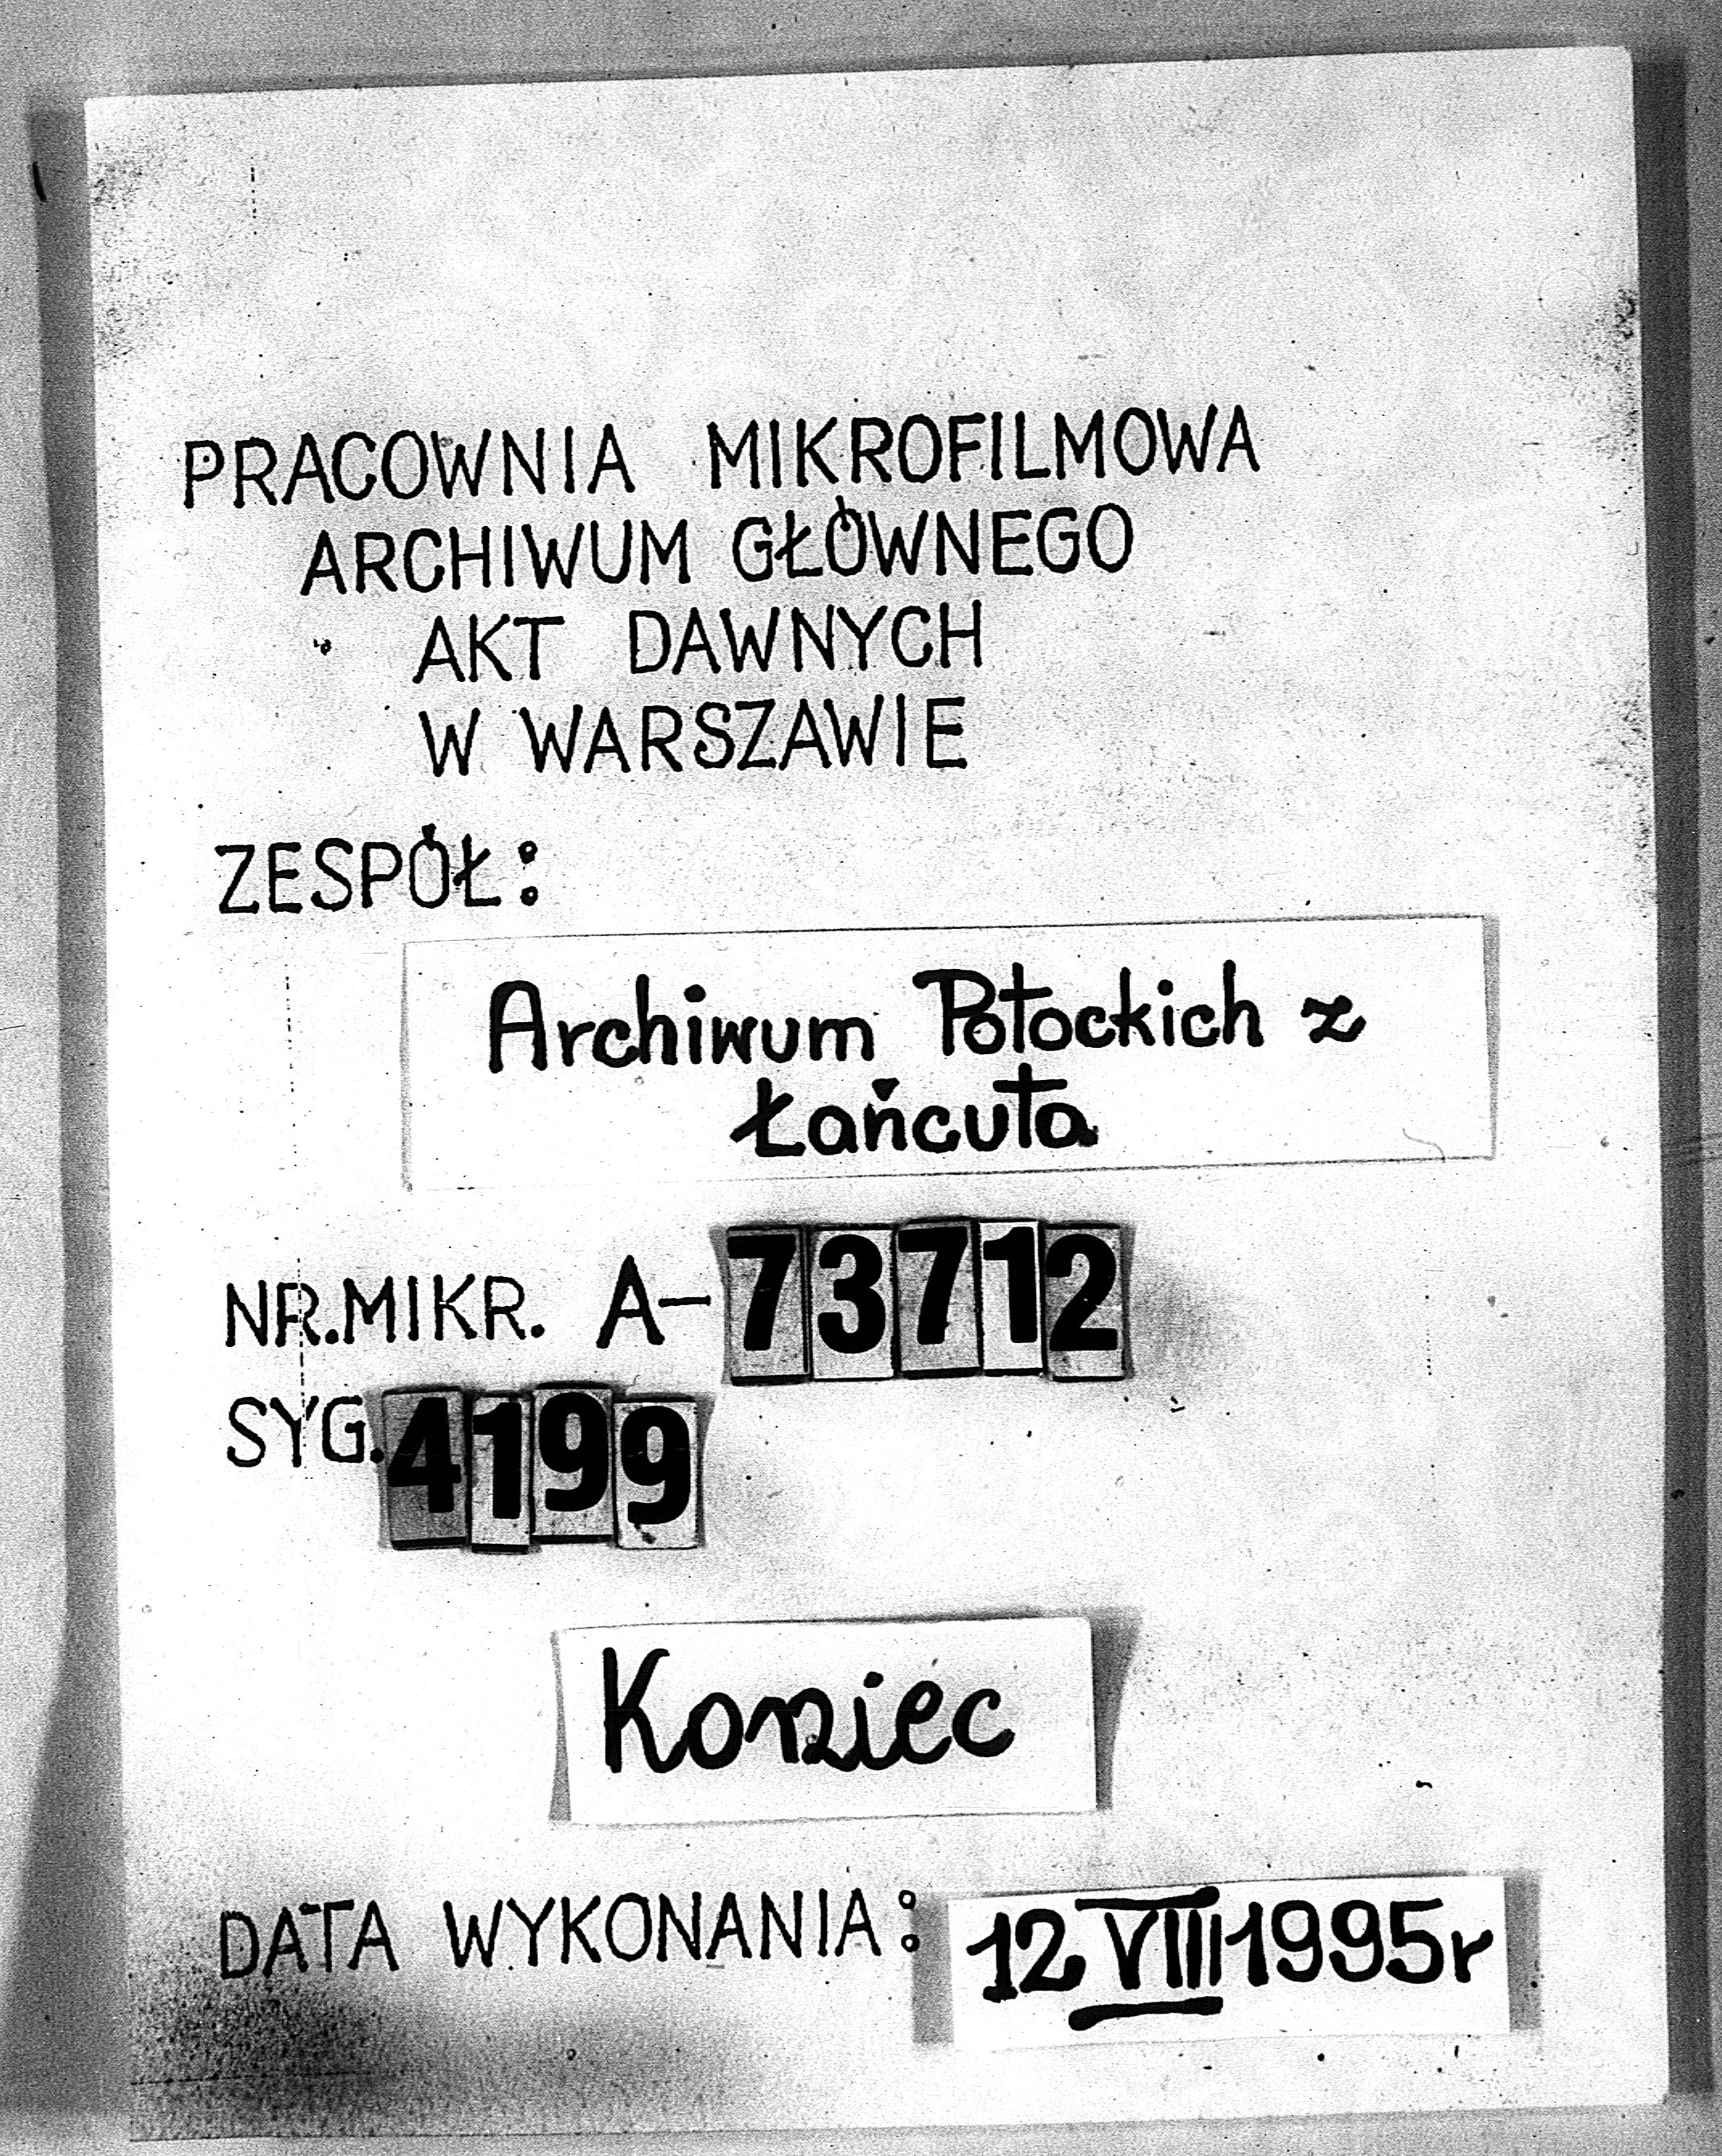 PRACOWNIA MIKROFILMOWA
ARCHIWUM GŁÓWNEGO
AKT DAWNYCH
W WARSZAWIE
ZESPÓŁ:
Archiwum Potockich z
Łańcuta
NR.MIKR. A-73712
SYG.4199
Koniec
DATA WYKONANIA: 12 VIII 1995r